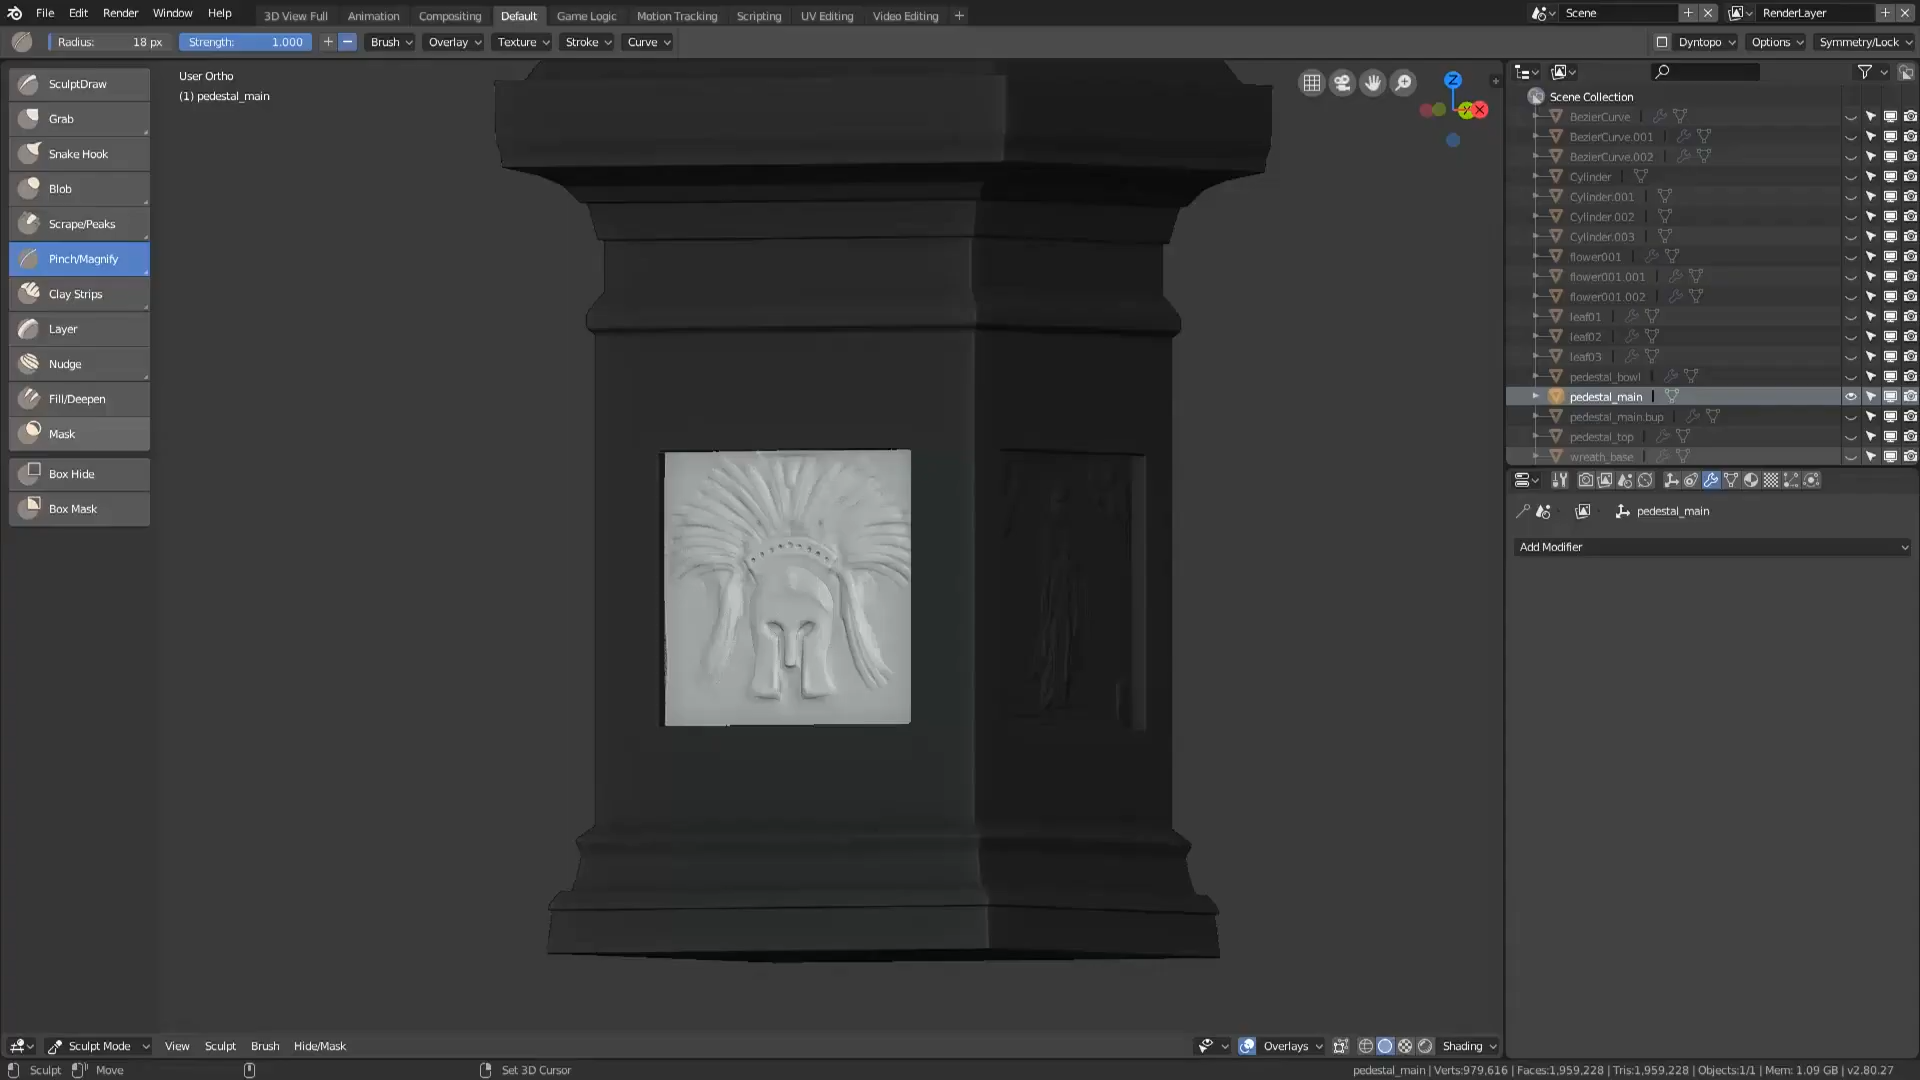 File Edit Render Window Help 3D View Full Animation Compositing Default Game Logic Motion Tracking Scripting UV Editing Video Editing + Scene RenderLayer
Radius: 18 px Strength: 1.000 Brush Overlay Texture Stroke Curve Dyntopo Options Symmetry/Lock
User Ortho
(1) pedestal_main
SculptDraw
Grab
Snake Hook
Blob
Scrape/Peaks
Pinch/Magnify
Clay Strips
Layer
Nudge
Fill/Deepen
Mask
Box Hide
Box Mask
Z
Y X
Scene Collection
BezierCurve
BezierCurve.001
BezierCurve.002
Cylinder
Cylinder.001
Cylinder.002
Cylinder.003
flower001
flower001.001
flower001.002
leaf01
leaf02
leaf03
pedestal_bowl
pedestal_main
pedestal_main.bup
pedestal_top
wreath_base
pedestal_main
Add Modifier
Sculpt Mode View Sculpt Brush Hide/Mask Overlays Shading
Sculpt Move Set 3D Cursor pedestal_main | Verts:979,616 | Faces:1,959,228 | Tris:1,959,228 | Objects:1/1 | Mem: 1.09 GB | v2.80.27